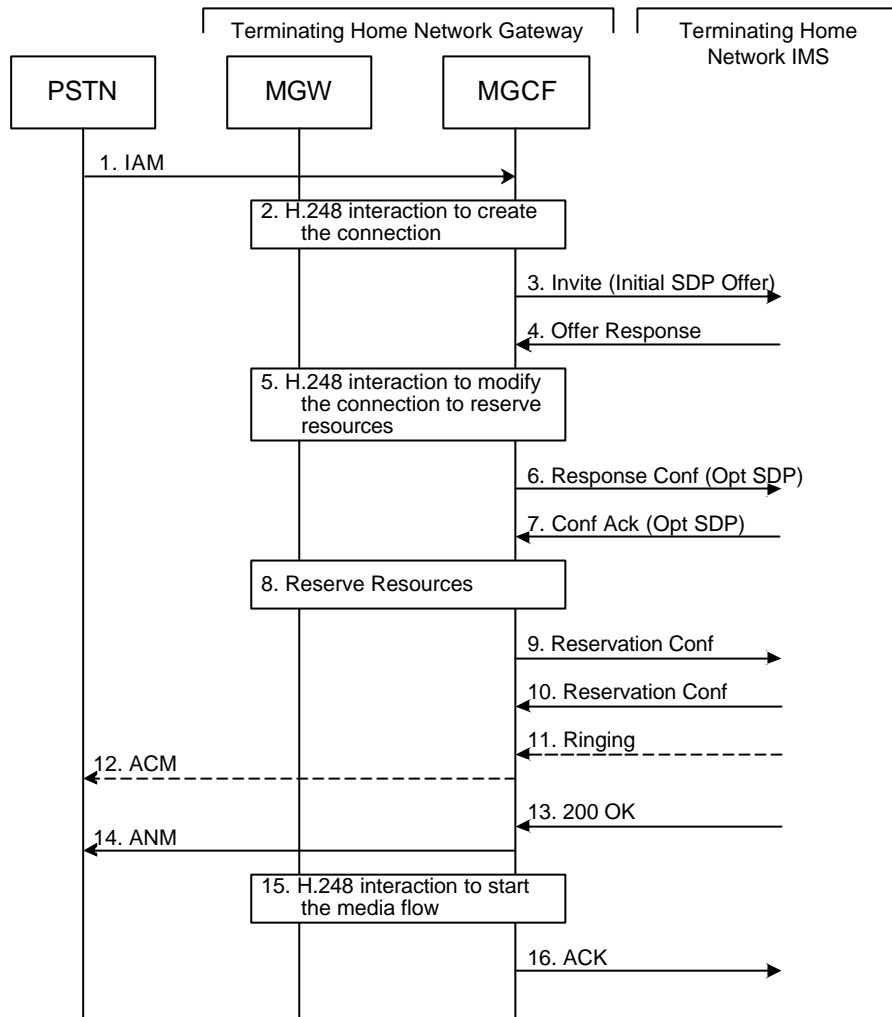 Terminating Home Network Gateway
Terminating Home
Network IMS
PSTN
MGW
MGCF
1. IAM
2. H.248 interaction to create
the connection
3. Invite (Initial SDP Offer)
4. Offer Response
5. H.248 interaction to modify
the connection to reserve
resources
6. Response Conf (Opt SDP)
7. Conf Ack (Opt SDP)
8. Reserve Resources
9. Reservation Conf
10. Reservation Conf
11. Ringing
12. ACM
13. 200 OK
14. ANM
15. H.248 interaction to start
the media flow
16. ACK